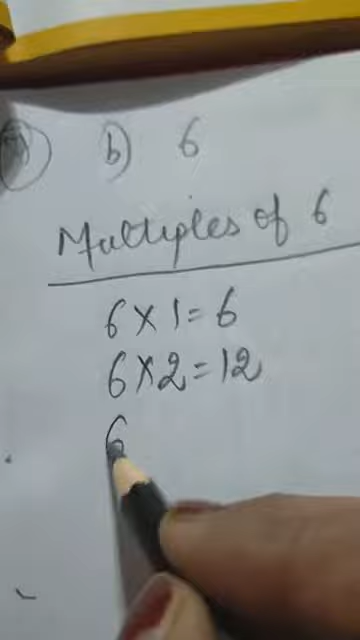 b) 6
Multiples of 6
6 × 1 = 6
6 × 2 = 12
6